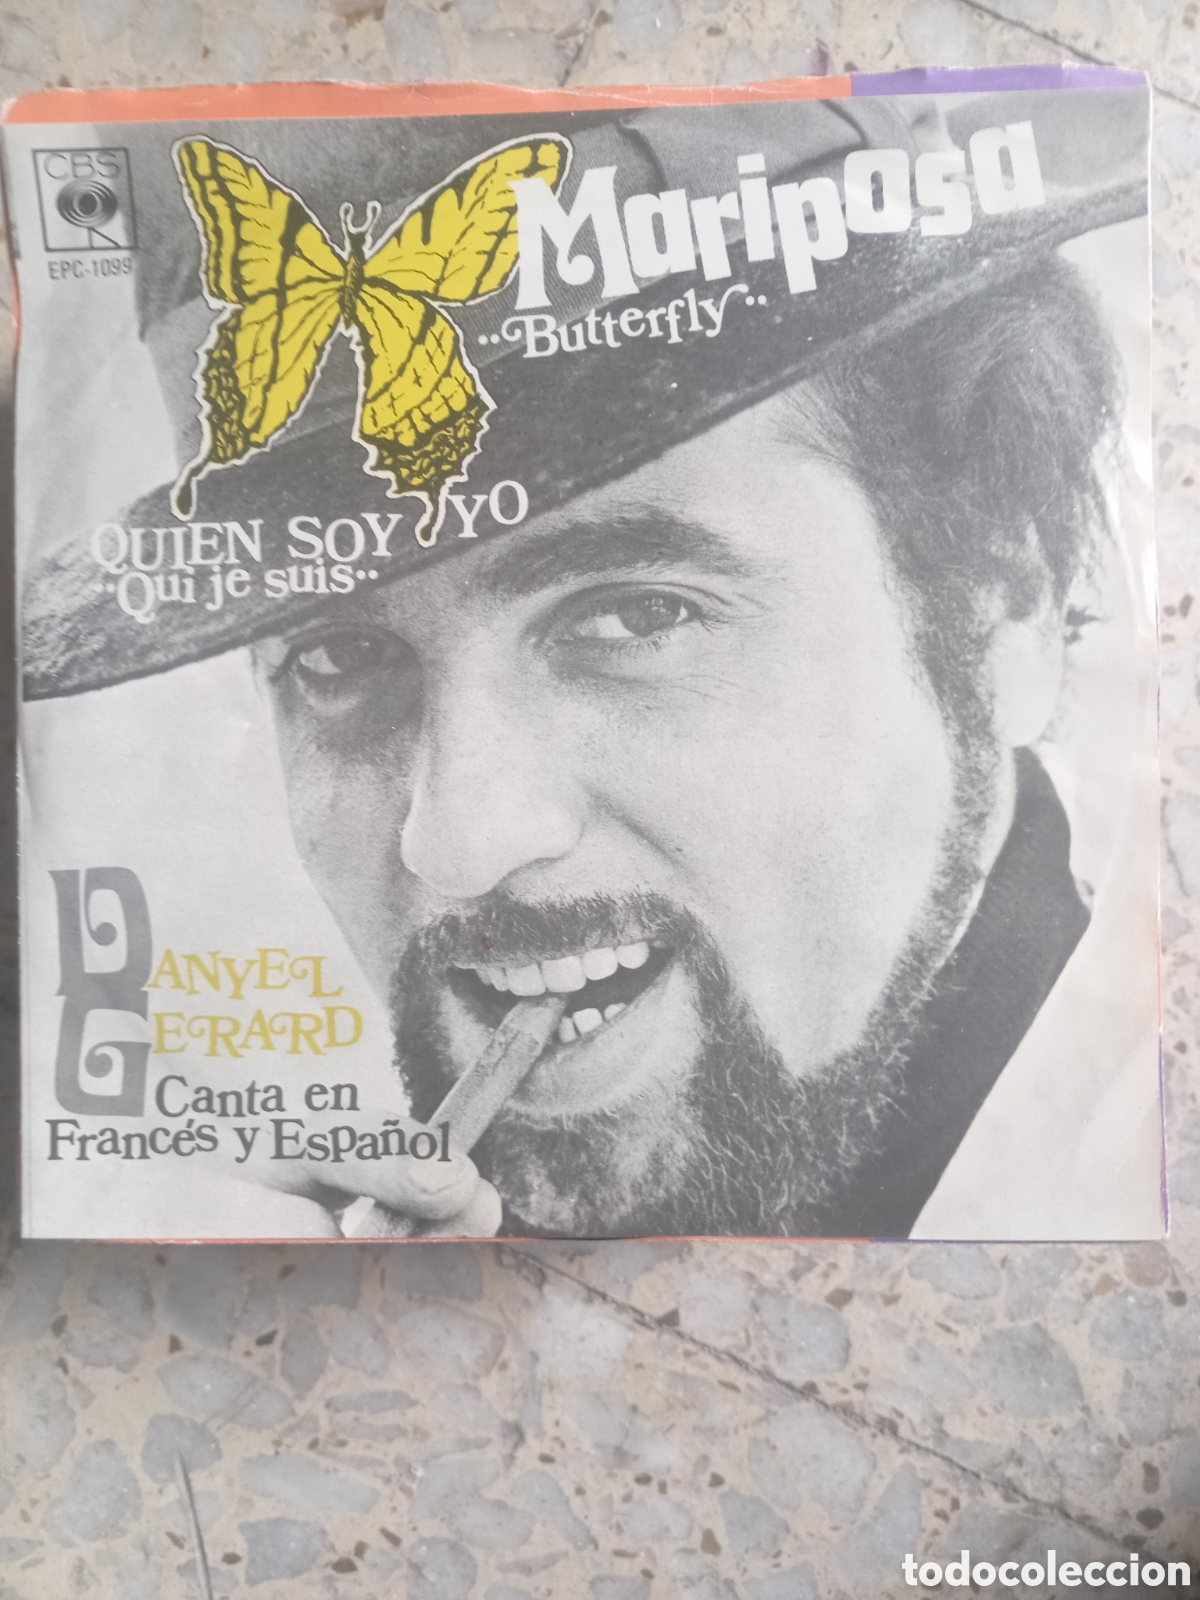 CBS
EPC-1099
Mariposa
··Butterfly··
QUIEN SOY YO
··Qui je suis··
DANYEL
GERARD
Canta en
Francés y Español
todocoleccion